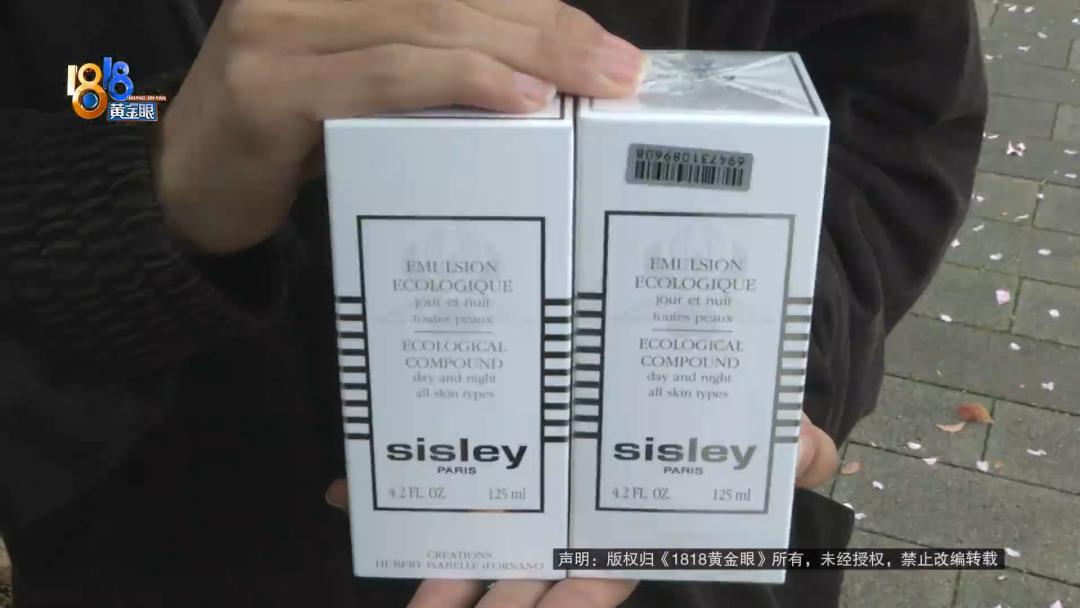 1818
HUANG JIN YAN
黄金眼
EMULSION
ECOLOGIQUE
jour et nuit
toutes peaux
ECOLOGICAL
COMPOUND
day and night
all skin types
sisley
PARIS
4.2 FL. OZ. 125 ml
CREATIONS
HUBERT ISABELLE d'ORNANO
6947310889608
EMULSION
ECOLOGIQUE
jour et nuit
toutes peaux
ECOLOGICAL
COMPOUND
day and night
all skin types
sisley
PARIS
4.2 FL. OZ. 125 ml
声明：版权归《1818黄金眼》所有，未经授权，禁止改编转载